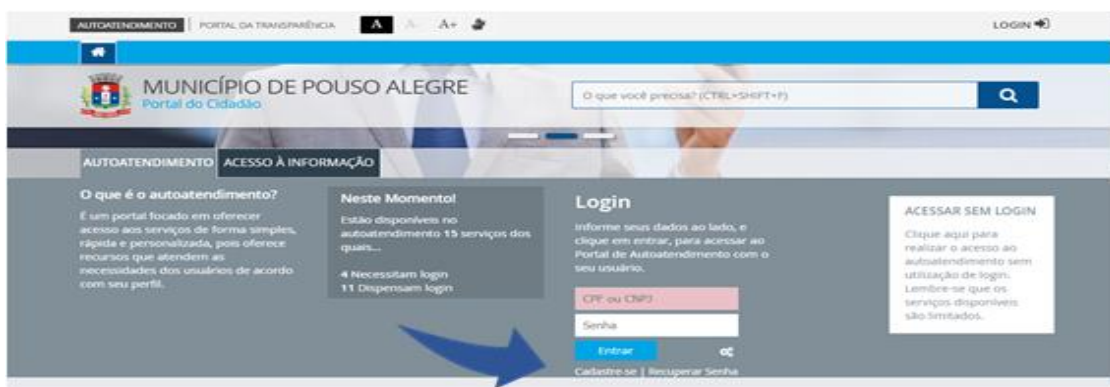 AUTOATENDIMENTO | PORTAL DA TRANSPARÊNCIA A A- A+ LOGIN
MUNICÍPIO DE POUSO ALEGRE
Portal do Cidadão
O que você precisa? (CTRL+SHIFT+F)
AUTOATENDIMENTO ACESSO À INFORMAÇÃO
O que é o autoatendimento?
É um portal focado em oferecer
acesso aos serviços de forma simples,
rápida e personalizada, pois oferece
recursos que atendem as
necessidades dos usuários de acordo
com seu perfil.
Neste Momento!
Estão disponíveis no
autoatendimento 15 serviços dos
quais...
4 Necessitam login
11 Dispensam login
Login
Informe seus dados ao lado, e
clique em entrar, para acessar ao
Portal de Autoatendimento com o
seu usuário.
CPF ou CNPJ
Senha
Entrar
Cadastre-se | Recuperar Senha
ACESSAR SEM LOGIN
Clique aqui para
realizar o acesso ao
autoatendimento sem
utilização de login.
Lembre-se que os
serviços disponíveis
são limitados.